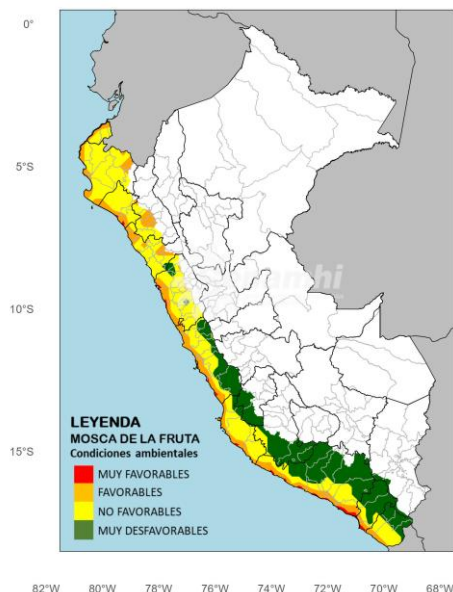 0°
5°S
10°S
15°S
LEYENDA
MOSCA DE LA FRUTA
Condiciones ambientales
MUY FAVORABLES
FAVORABLES
NO FAVORABLES
MUY DESFAVORABLES
82°W 80°W 78°W 76°W 74°W 72°W 70°W 68°W